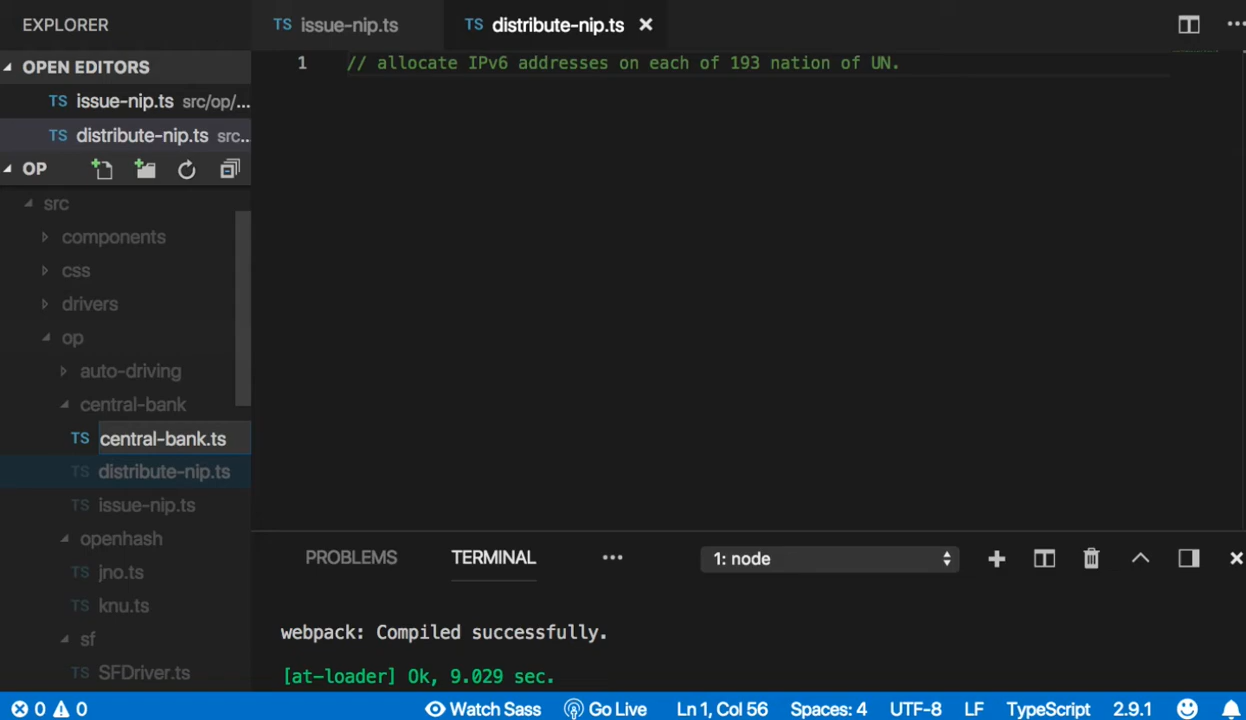 EXPLORER
TS issue-nip.ts
TS distribute-nip.ts
OPEN EDITORS
TS issue-nip.ts src/op/...
TS distribute-nip.ts src...
OP
src
components
css
drivers
op
auto-driving
central-bank
TS central-bank.ts
TS distribute-nip.ts
TS issue-nip.ts
openhash
TS jno.ts
TS knu.ts
sf
TS SFDriver.ts
1 // allocate IPv6 addresses on each of 193 nation of UN.
PROBLEMS TERMINAL ... 1: node
webpack: Compiled successfully.
[at-loader] Ok, 9.029 sec.
0 0 Watch Sass Go Live Ln 1, Col 56 Spaces: 4 UTF-8 LF TypeScript 2.9.1